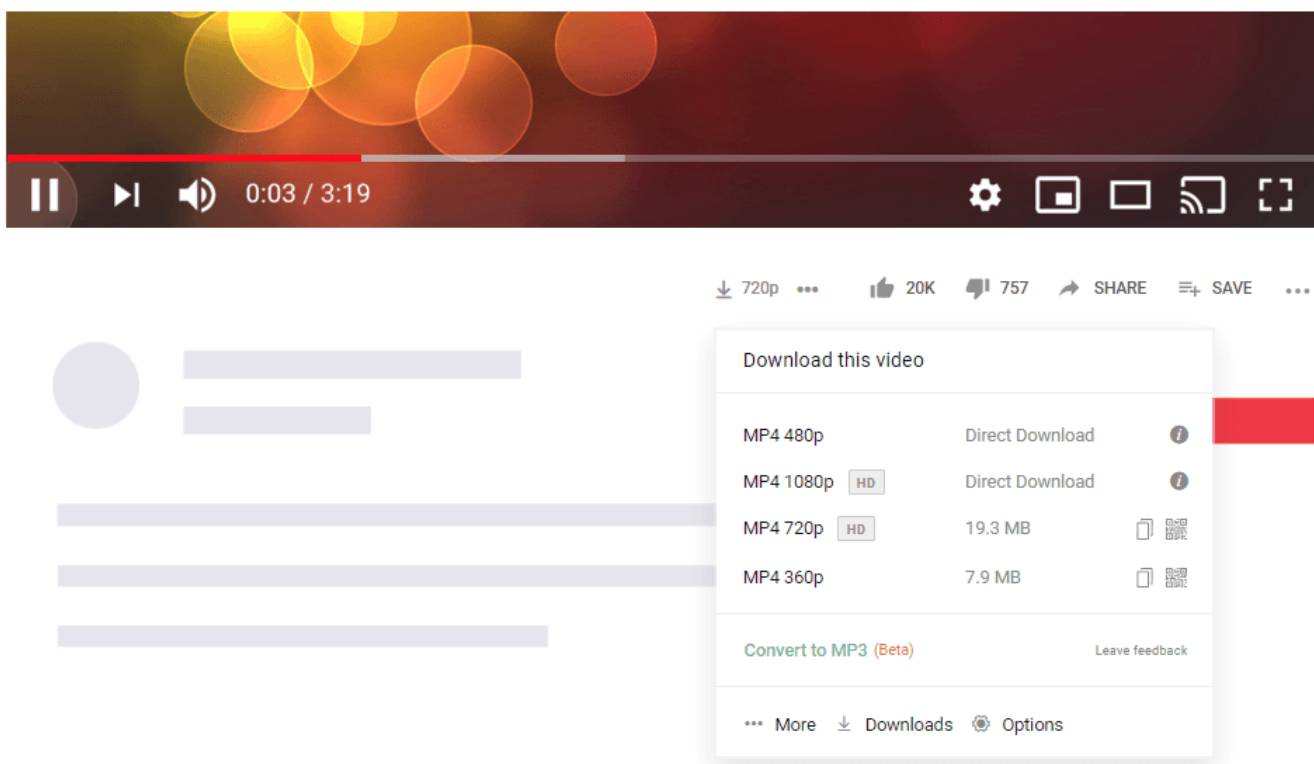 0:03 / 3:19
720p 20K 757 SHARE SAVE
Download this video
MP4 480p Direct Download
MP4 1080p HD Direct Download
MP4 720p HD 19.3 MB
MP4 360p 7.9 MB
Convert to MP3 (Beta) Leave feedback
More Downloads Options